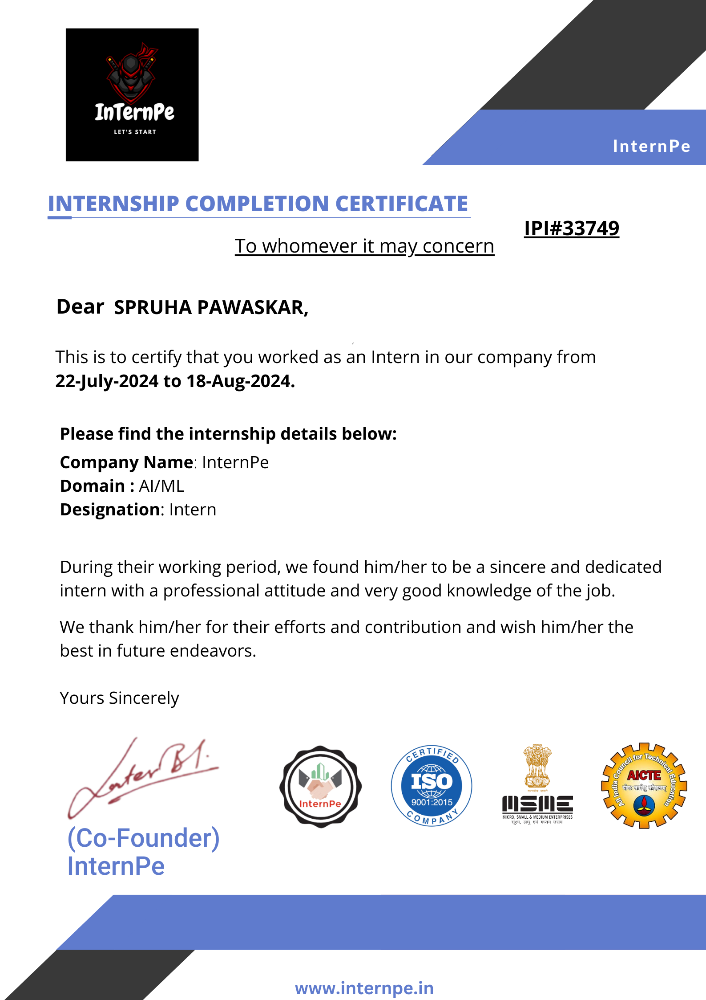 InTernPe
LET'S START
InternPe
INTERNSHIP COMPLETION CERTIFICATE
IPI#33749
To whomever it may concern
Dear SPRUHA PAWASKAR,
,
This is to certify that you worked as an Intern in our company from
22-July-2024 to 18-Aug-2024.
Please find the internship details below:
Company Name: InternPe
Domain : AI/ML
Designation: Intern
During their working period, we found him/her to be a sincere and dedicated
intern with a professional attitude and very good knowledge of the job.
We thank him/her for their efforts and contribution and wish him/her the
best in future endeavors.
Yours Sincerely
(Co-Founder)
InternPe
InternPe
CERTIFIED
ISO
9001:2015
COMPANY
सत्यमेव जयते
MSME
MICRO, SMALL & MEDIUM ENTERPRISES
सूक्ष्म, लघु एवं मध्यम उद्यम
All India Council for Technical Education
AICTE
योगः कर्मसु कौशलम्
www.internpe.in